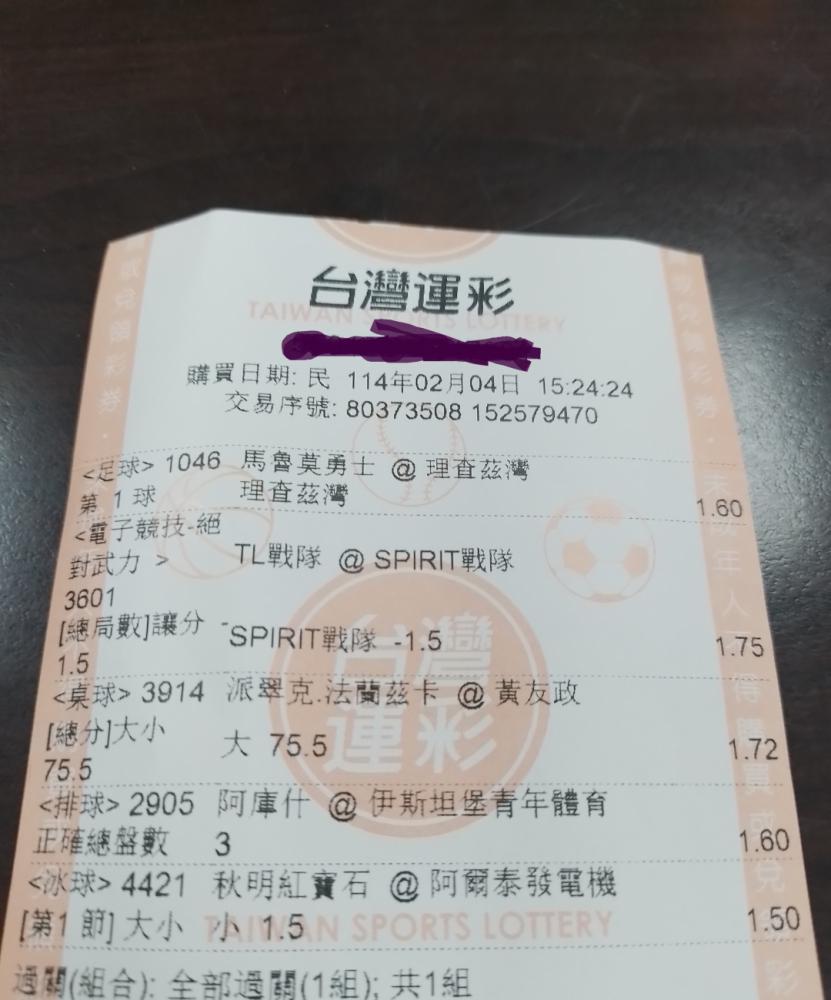 台灣運彩
TAIWAN SPORTS LOTTERY
購買日期: 民 114年02月04日 15:24:24
交易序號: 80373508 152579470
<足球> 1046 馬魯莫勇士 @ 理查茲灣
第 1 球 理查茲灣 1.60
<電子競技-絕
對武力 > TL戰隊 @ SPIRIT戰隊
3601
[總局數]讓分 - SPIRIT戰隊 -1.5 1.75
1.5
<桌球> 3914 派翠克.法蘭茲卡 @ 黃友政
[總分]大小 大 75.5 1.72
75.5
台灣
運彩
<排球> 2905 阿庫什 @ 伊斯坦堡青年體育
正確總盤數 3 1.60
<冰球> 4421 秋明紅寶石 @ 阿爾泰發電機
[第1 節] 大小 小 1.5 1.50
TAIWAN SPORTS LOTTERY
過關(組合): 全部過關(1組); 共1組